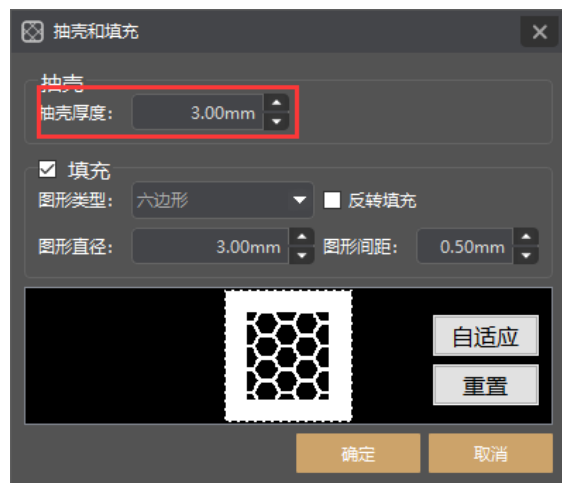 抽壳和填充
抽壳
抽壳厚度： 3.00mm
填充
图形类型： 六边形 反转填充
图形直径： 3.00mm 图形间距： 0.50mm
自适应
重置
确定 取消